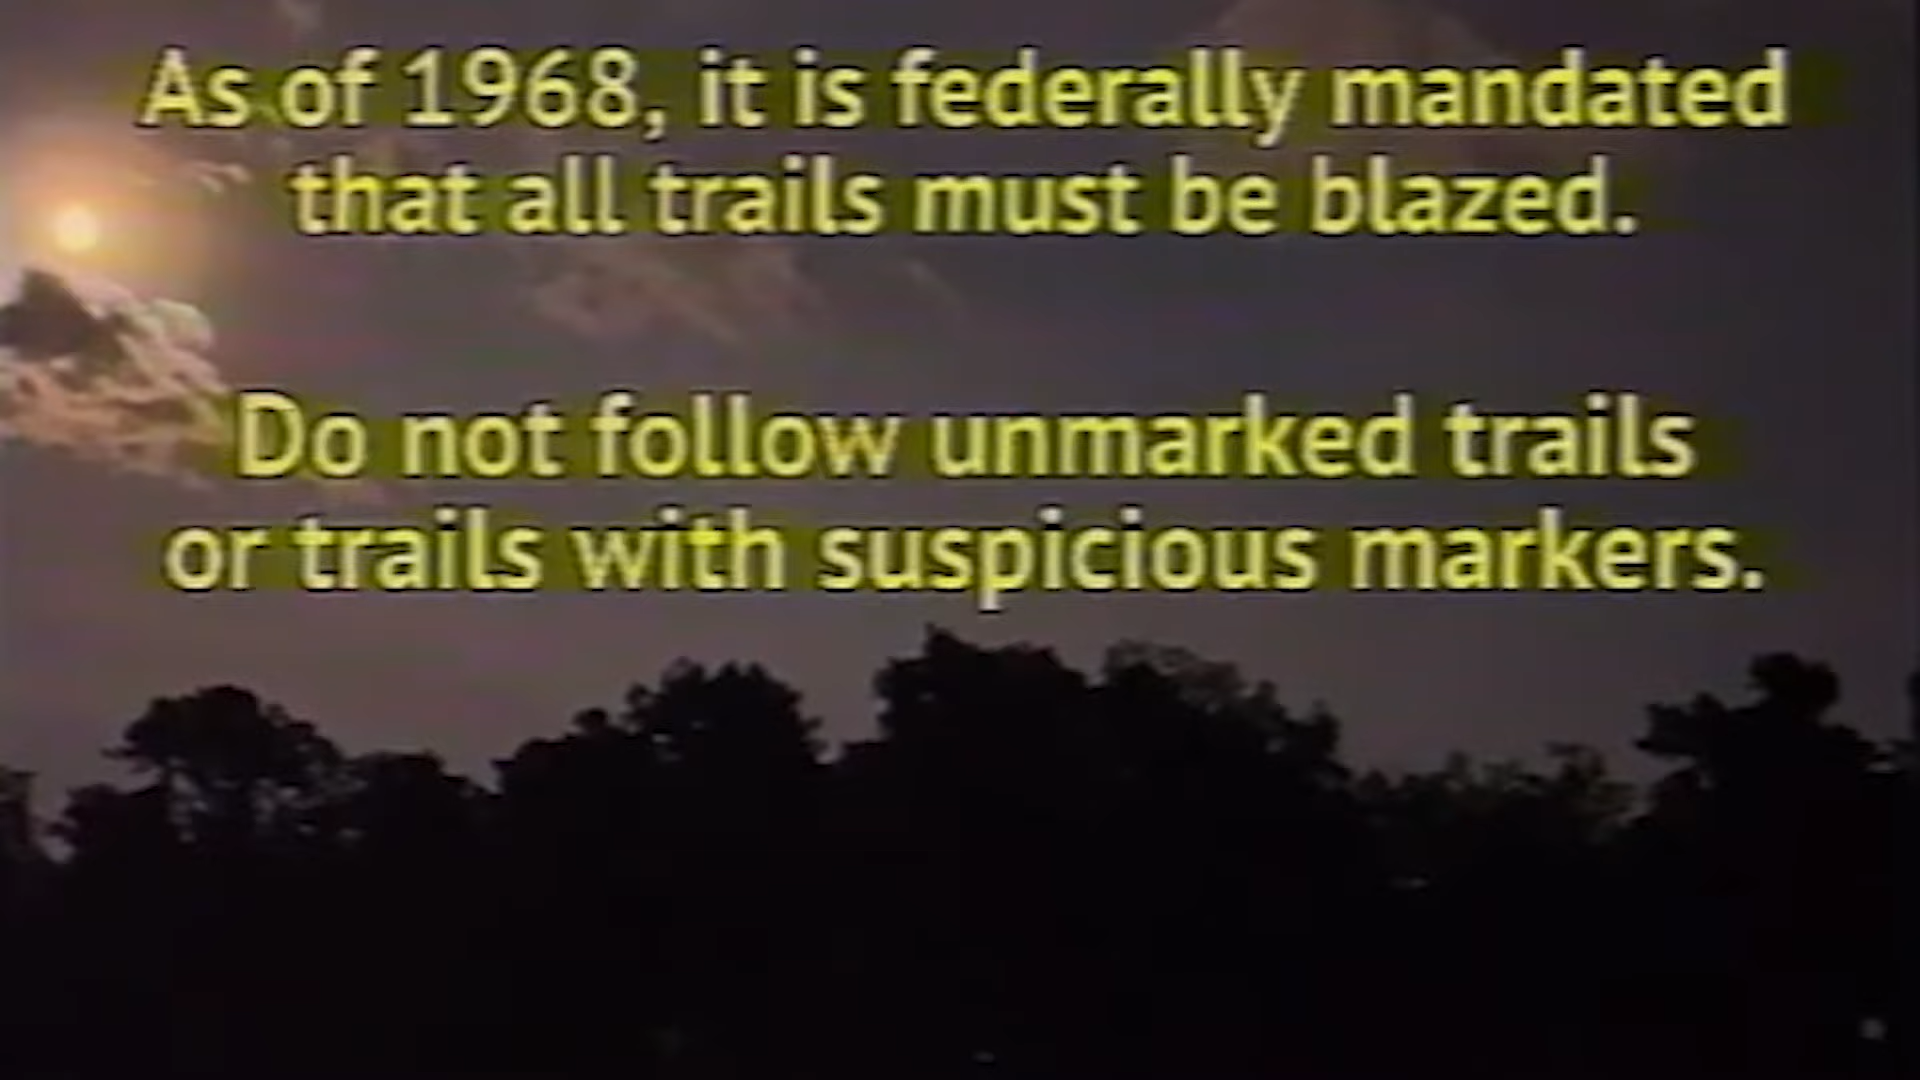 As of 1968, it is federally mandated
that all trails must be blazed.
Do not follow unmarked trails
or trails with suspicious markers.